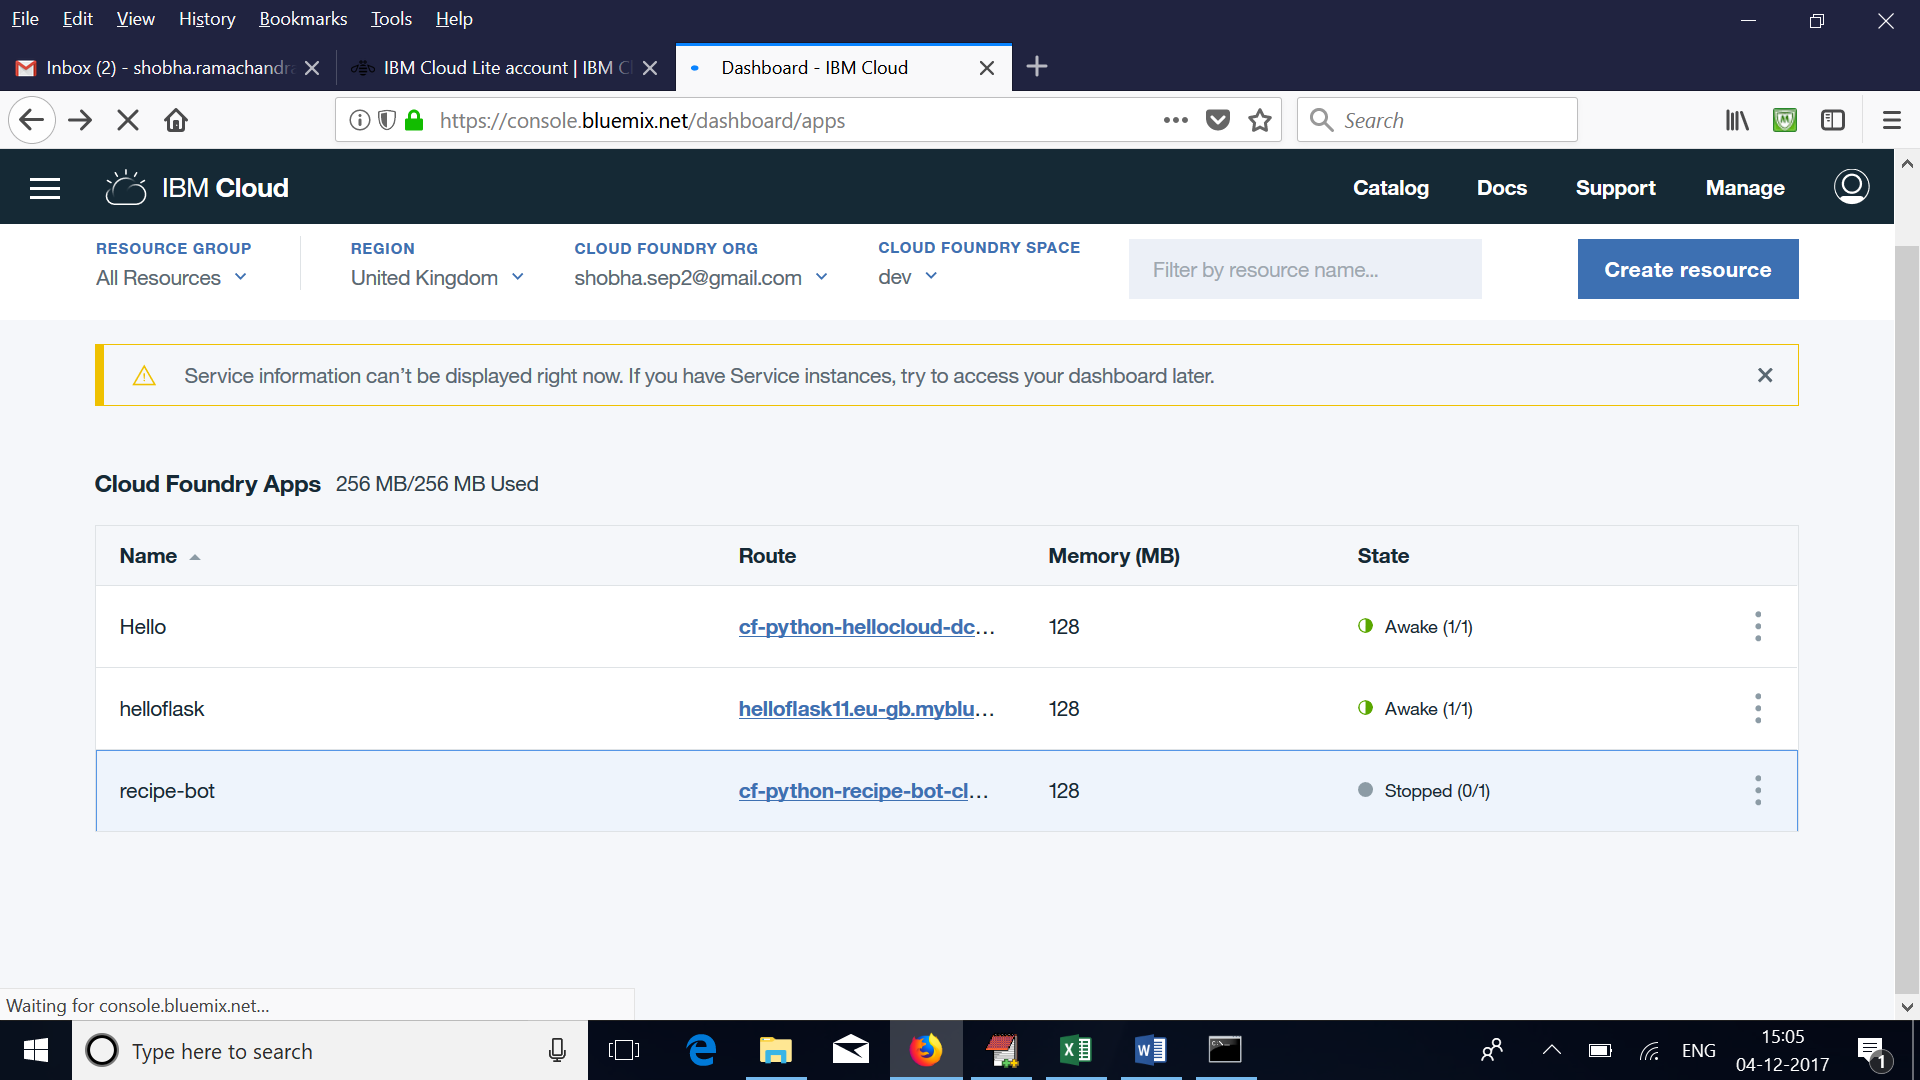 File Edit View History Bookmarks Tools Help
Inbox (2) - shobha.ramachandr
IBM Cloud Lite account | IBM Cl
Dashboard - IBM Cloud
https://console.bluemix.net/dashboard/apps
Search
IBM Cloud
Catalog Docs Support Manage
RESOURCE GROUP
All Resources
REGION
United Kingdom
CLOUD FOUNDRY ORG
shobha.sep2@gmail.com
CLOUD FOUNDRY SPACE
dev
Filter by resource name...
Create resource
Service information can't be displayed right now. If you have Service instances, try to access your dashboard later.
Cloud Foundry Apps 256 MB/256 MB Used
Name Route Memory (MB) State
Hello cf-python-hellocloud-dc... 128 Awake (1/1)
helloflask helloflask11.eu-gb.myblu... 128 Awake (1/1)
recipe-bot cf-python-recipe-bot-cl... 128 Stopped (0/1)
Waiting for console.bluemix.net...
Type here to search
ENG
15:05
04-12-2017
1